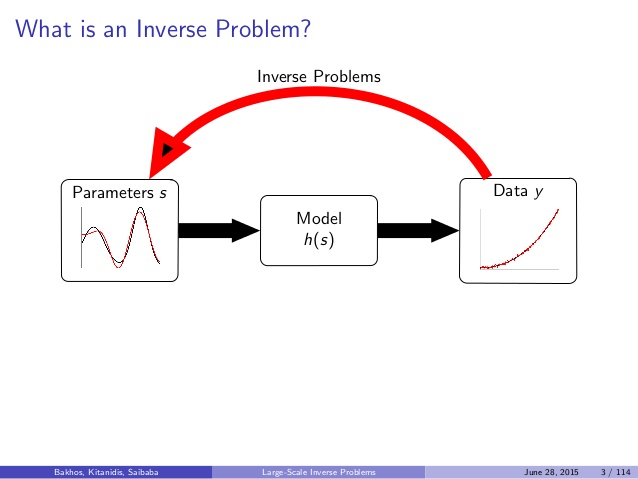 What is an Inverse Problem?
Inverse Problems
Parameters s
Model
h(s)
Data y
Bakhos, Kitanidis, Saibaba
Large-Scale Inverse Problems
June 28, 2015
3 / 114